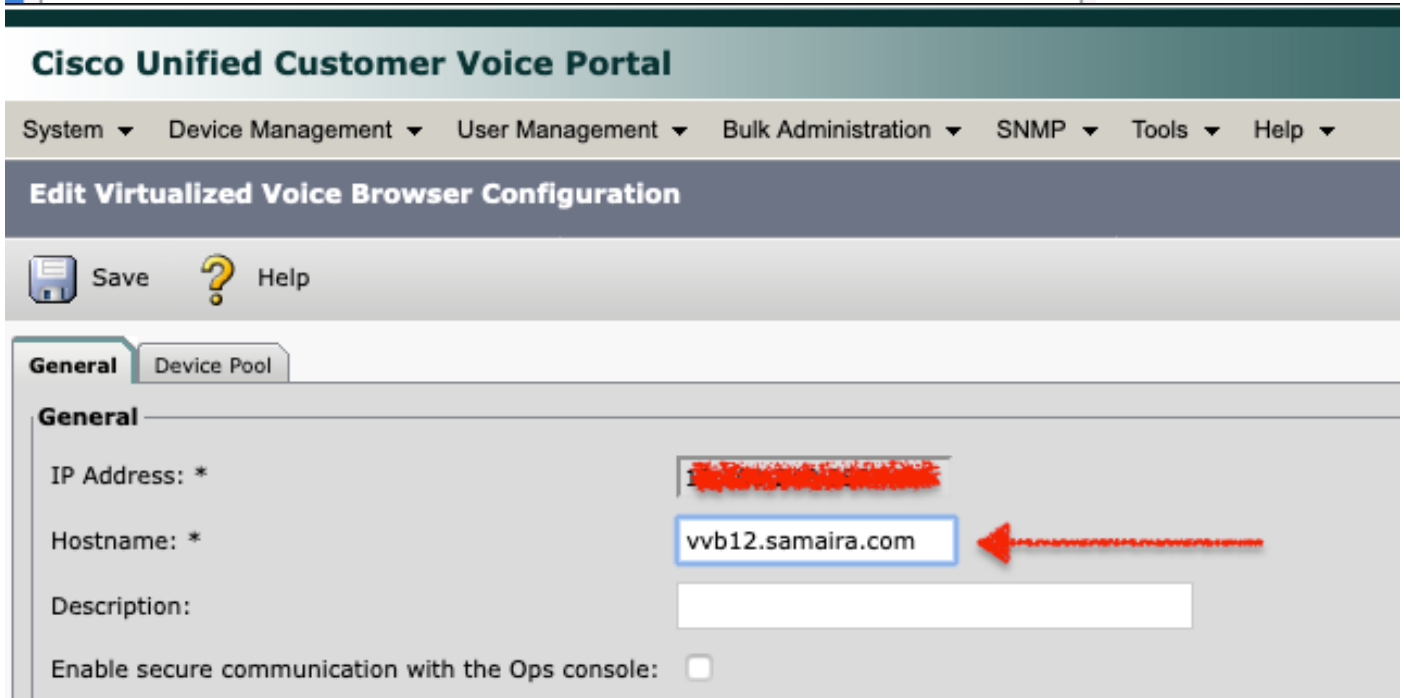 Cisco Unified Customer Voice Portal
System Device Management User Management Bulk Administration SNMP Tools Help
Edit Virtualized Voice Browser Configuration
Save Help
General Device Pool
General
IP Address: *
Hostname: * vvb12.samaira.com
Description:
Enable secure communication with the Ops console: